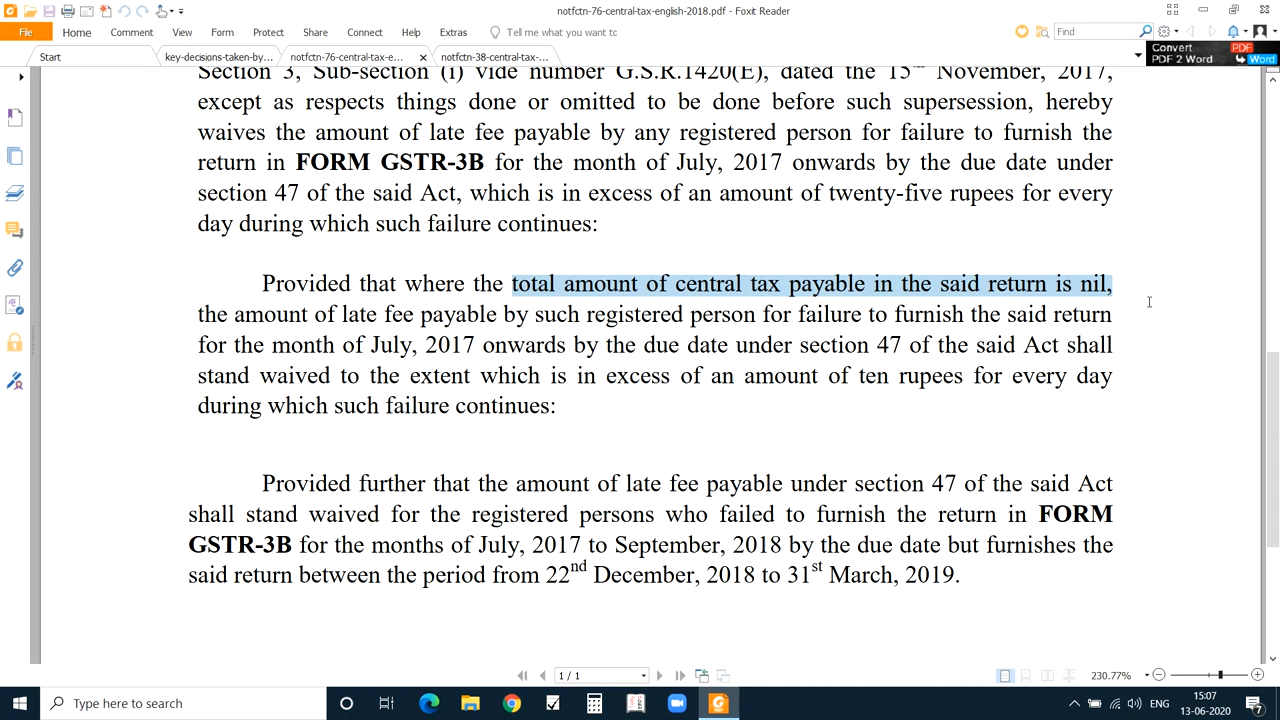 notfctn-76-central-tax-english-2018.pdf - Foxit Reader
File Home Comment View Form Protect Share Connect Help Extras Tell me what you want tc Find
Start key-decisions-taken-by... notfctn-76-central-tax-e... notfctn-38-central-tax-...
Convert PDF
PDF 2 Word Word
Section 3, Sub-section (i) vide number G.S.R.1420(E), dated the 15th November, 2017,
except as respects things done or omitted to be done before such supersession, hereby
waives the amount of late fee payable by any registered person for failure to furnish the
return in FORM GSTR-3B for the month of July, 2017 onwards by the due date under
section 47 of the said Act, which is in excess of an amount of twenty-five rupees for every
day during which such failure continues:
Provided that where the total amount of central tax payable in the said return is nil,
the amount of late fee payable by such registered person for failure to furnish the said return
for the month of July, 2017 onwards by the due date under section 47 of the said Act shall
stand waived to the extent which is in excess of an amount of ten rupees for every day
during which such failure continues:
Provided further that the amount of late fee payable under section 47 of the said Act
shall stand waived for the registered persons who failed to furnish the return in FORM
GSTR-3B for the months of July, 2017 to September, 2018 by the due date but furnishes the
said return between the period from 22nd December, 2018 to 31st March, 2019.
1 / 1 230.77%
Type here to search ENG 15:07
13-06-2020 7